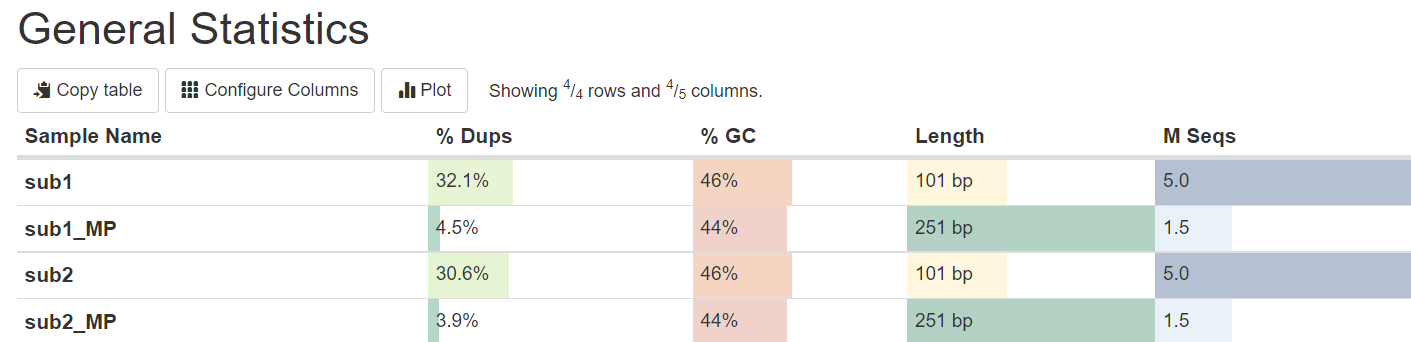 General Statistics
Copy table Configure Columns Plot Showing 4/4 rows and 4/5 columns.
Sample Name % Dups % GC Length M Seqs
sub1 32.1% 46% 101 bp 5.0
sub1_MP 4.5% 44% 251 bp 1.5
sub2 30.6% 46% 101 bp 5.0
sub2_MP 3.9% 44% 251 bp 1.5